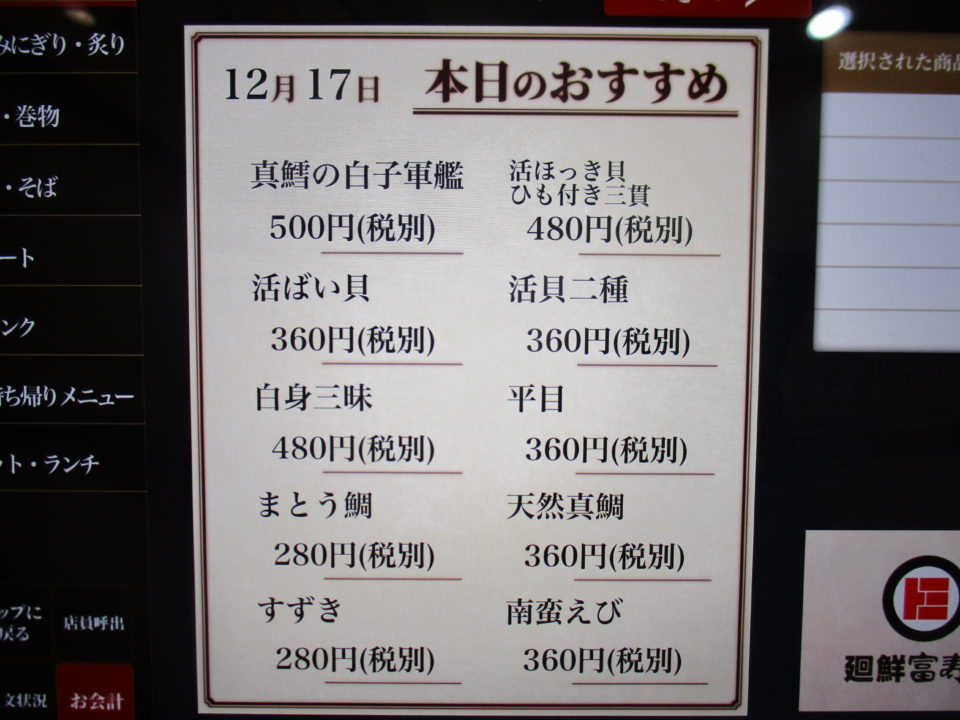 みにぎり・炙り
・巻物
・そば
ート
ンク
ち帰りメニュー
ット・ランチ
ップに
戻る
店員呼出
文状況
お会計
12月17日
本日のおすすめ
真鱈の白子軍艦
500円(税別)
活ほっき貝
ひも付き三貫
480円(税別)
活ばい貝
360円(税別)
活貝二種
360円(税別)
白身三昧
480円(税別)
平目
360円(税別)
まとう鯛
280円(税別)
天然真鯛
360円(税別)
すずき
280円(税別)
南蛮えび
360円(税別)
選択された商品
廻鮮富寿